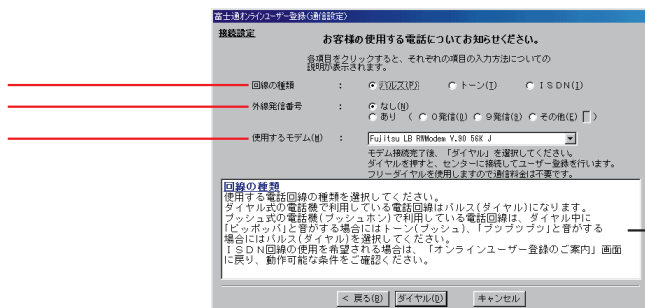 富士通オンラインユーザー登録(通信設定)
接続設定
お客様の使用する電話についてお知らせください。
各項目をクリックすると、それぞれの項目の入力方法についての
説明が表示されます。
回線の種類 : パルス(P) トーン(T) ISDN(I)
外線発信番号 : なし(N)
あり ( 0発信(0) 9発信(9) その他(E) )
使用するモデム(M) : Fujitsu LB RWModem V.90 56K J
モデム接続完了後、「ダイヤル」を選択してください。
ダイヤルを押すと、センターに接続してユーザー登録を行います。
フリーダイヤルを使用しますので通信料金は不要です。
回線の種類
使用する電話回線の種類を選択してください。
ダイヤル式の電話機で利用している電話回線はパルス(ダイヤル)になります。
プッシュ式の電話機(プッシュホン)で利用している電話回線は、ダイヤル中に
「ピッポッパ」と音がする場合にはトーン(プッシュ)、「ブツブツブツ」と音がする
場合にはパルス(ダイヤル)を選択してください。
ISDN回線の使用を希望される場合は、「オンラインユーザー登録のご案内」画面
に戻り、動作可能な条件をご確認ください。
< 戻る(B) ダイヤル(D) キャンセル